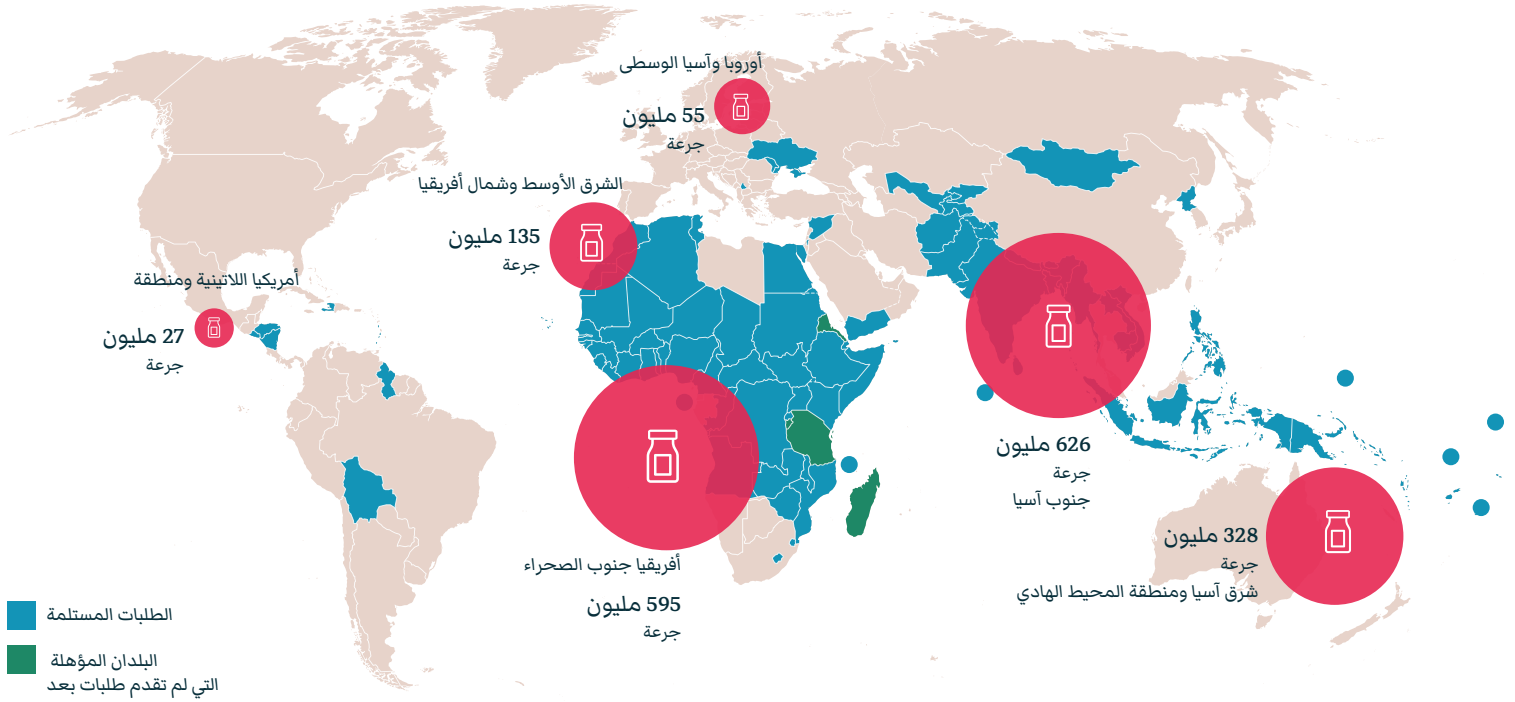 أوروبا وآسيا الوسطى
55 مليون
جرعة
الشرق الأوسط وشمال أفريقيا
135 مليون
جرعة
أمريكيا اللاتينية ومنطقة
27 مليون
جرعة
626 مليون
جرعة
جنوب آسيا
328 مليون
جرعة
شرق آسيا ومنطقة المحيط الهادي
أفريقيا جنوب الصحراء
595 مليون
جرعة
الطلبات المستلمة
البلدان المؤهلة
التي لم تقدم طلبات بعد